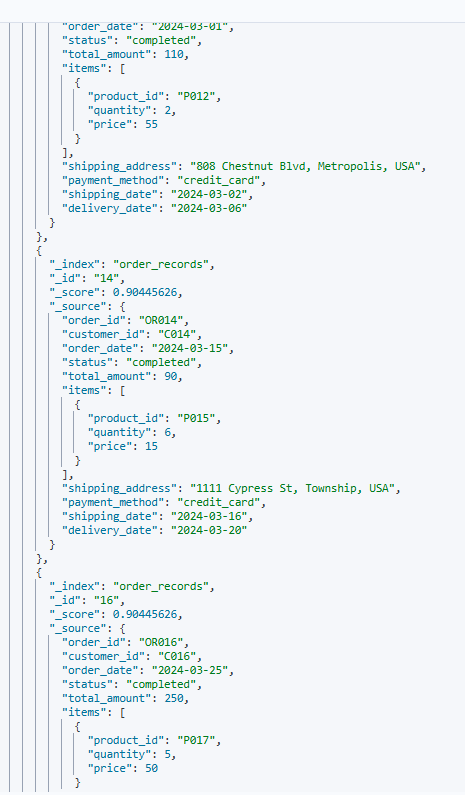 "order_date": "2024-03-01",
"status": "completed",
"total_amount": 110,
"items": [
{
"product_id": "P012",
"quantity": 2,
"price": 55
}
],
"shipping_address": "808 Chestnut Blvd, Metropolis, USA",
"payment_method": "credit_card",
"shipping_date": "2024-03-02",
"delivery_date": "2024-03-06"
}
},
{
"_index": "order_records",
"_id": "14",
"_score": 0.90445626,
"_source": {
"order_id": "OR014",
"customer_id": "C014",
"order_date": "2024-03-15",
"status": "completed",
"total_amount": 90,
"items": [
{
"product_id": "P015",
"quantity": 6,
"price": 15
}
],
"shipping_address": "1111 Cypress St, Township, USA",
"payment_method": "credit_card",
"shipping_date": "2024-03-16",
"delivery_date": "2024-03-20"
}
},
{
"_index": "order_records",
"_id": "16",
"_score": 0.90445626,
"_source": {
"order_id": "OR016",
"customer_id": "C016",
"order_date": "2024-03-25",
"status": "completed",
"total_amount": 250,
"items": [
{
"product_id": "P017",
"quantity": 5,
"price": 50
}